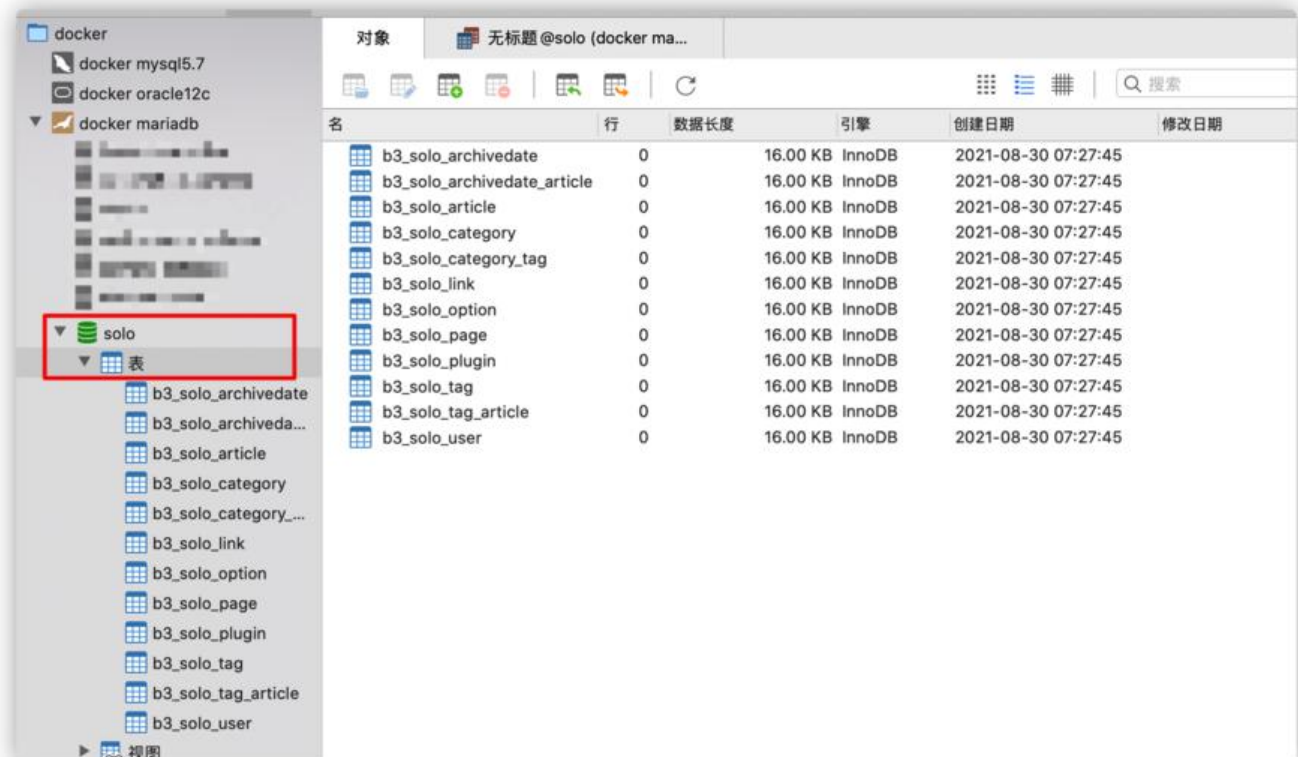 docker
docker mysql5.7
docker oracle12c
docker mariadb
solo
表
b3_solo_archivedate
b3_solo_archiveda...
b3_solo_article
b3_solo_category
b3_solo_category_...
b3_solo_link
b3_solo_option
b3_solo_page
b3_solo_plugin
b3_solo_tag
b3_solo_tag_article
b3_solo_user
视图
对象 无标题 @solo (docker ma...
搜索
名 行 数据长度 引擎 创建日期 修改日期
b3_solo_archivedate 0 16.00 KB InnoDB 2021-08-30 07:27:45
b3_solo_archivedate_article 0 16.00 KB InnoDB 2021-08-30 07:27:45
b3_solo_article 0 16.00 KB InnoDB 2021-08-30 07:27:45
b3_solo_category 0 16.00 KB InnoDB 2021-08-30 07:27:45
b3_solo_category_tag 0 16.00 KB InnoDB 2021-08-30 07:27:45
b3_solo_link 0 16.00 KB InnoDB 2021-08-30 07:27:45
b3_solo_option 0 16.00 KB InnoDB 2021-08-30 07:27:45
b3_solo_page 0 16.00 KB InnoDB 2021-08-30 07:27:45
b3_solo_plugin 0 16.00 KB InnoDB 2021-08-30 07:27:45
b3_solo_tag 0 16.00 KB InnoDB 2021-08-30 07:27:45
b3_solo_tag_article 0 16.00 KB InnoDB 2021-08-30 07:27:45
b3_solo_user 0 16.00 KB InnoDB 2021-08-30 07:27:45